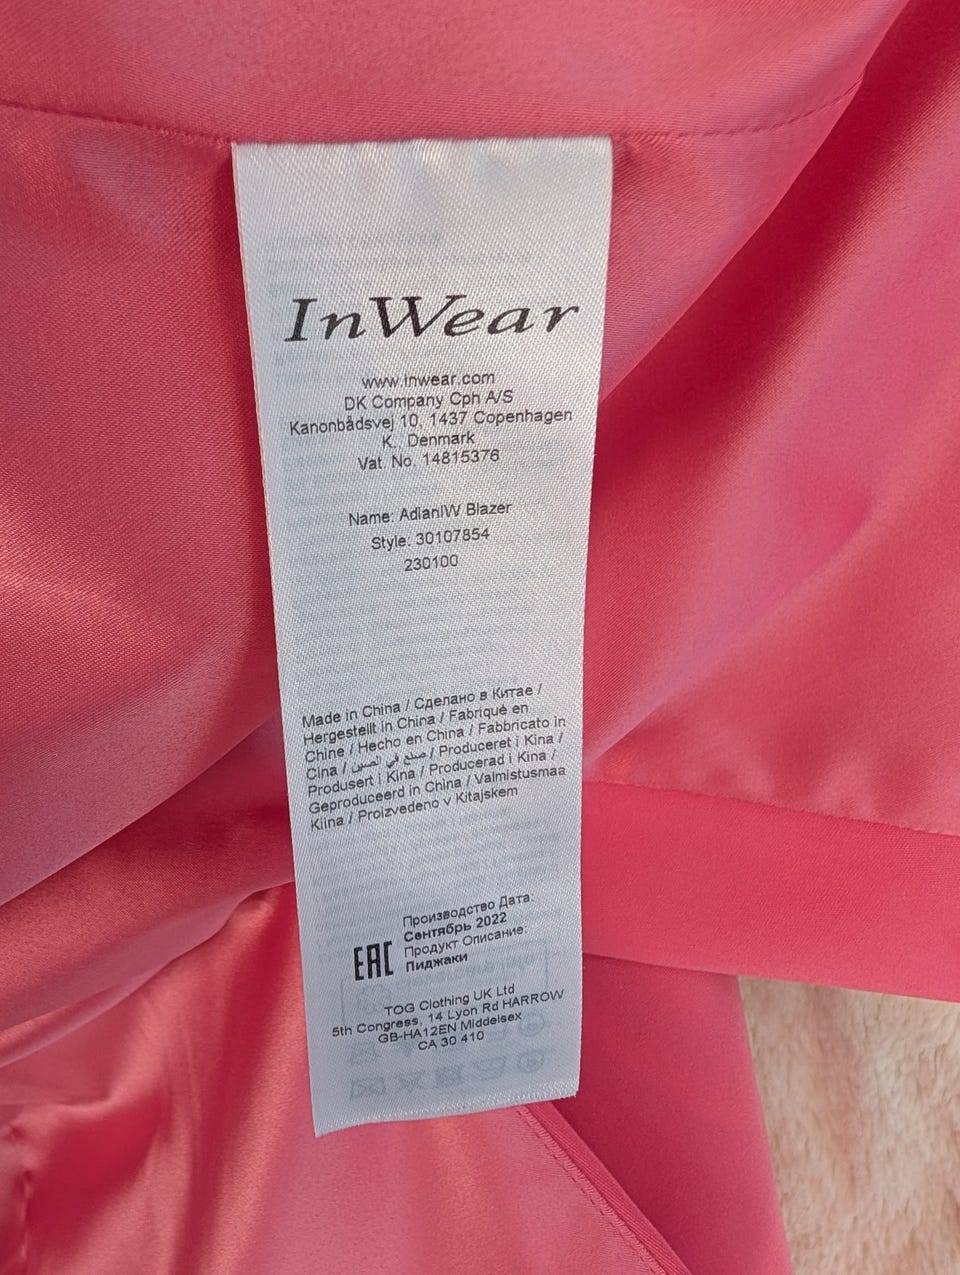 InWear
www.inwear.com
DK Company Cph A/S
Kanonbådsvej 10, 1437 Copenhagen
K. Denmark
Vat. No. 14815376
Name: AdianIW Blazer
Style. 30107854
230100
Made in China / Сделано в Китае /
Hergestellt in China / Fabriqué en
Chine / Hecho en China / Fabbricato in
Cina / صنع في الصين / Produceret i Kina /
Produsert i Kina / Producerad i Kina /
Geproduceerd in China / Valmistusmaa
Kiina / Proizvedeno v Kitajskem
Производство Дата:
Сентябрь 2022
Продукт Описание:
Пиджаки
EAC
TOG Clothing UK Ltd
5th Congress, 14 Lyon Rd HARROW
GB-HA12EN Middelsex
CA 30 410